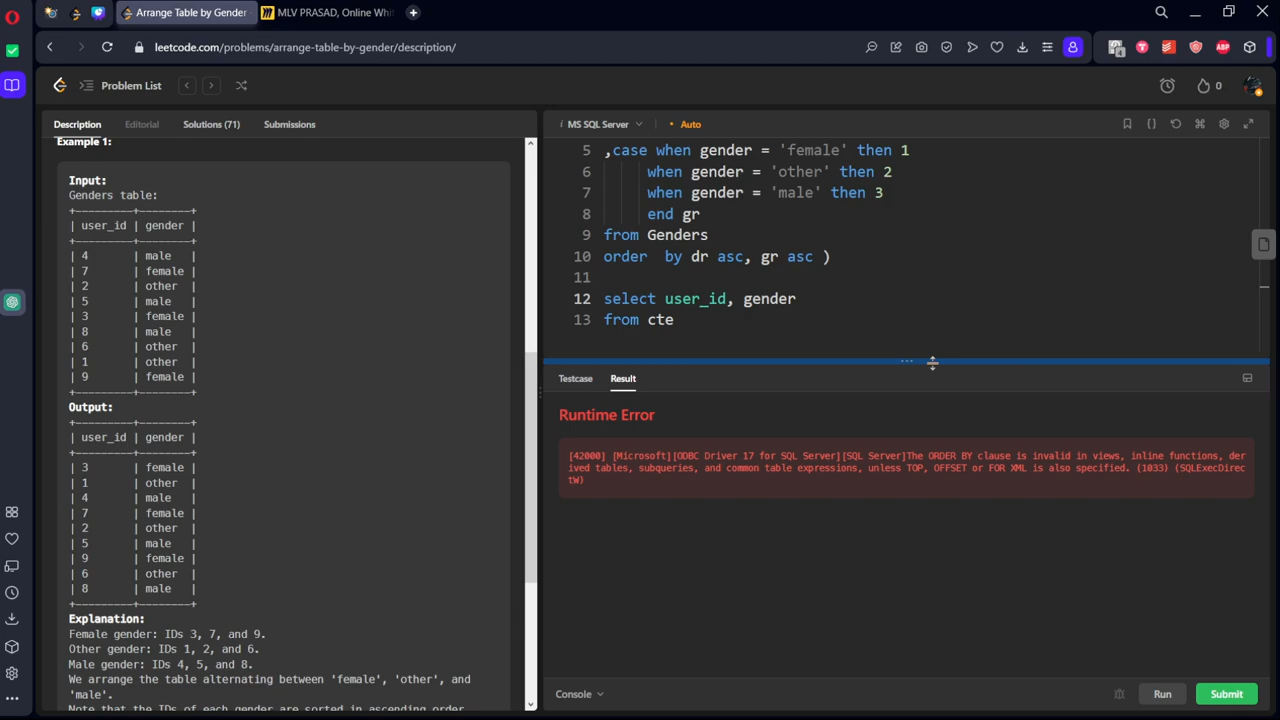 Arrange Table by Gender
MLV PRASAD, Online Whi
leetcode.com/problems/arrange-table-by-gender/description/
Problem List
0
Description
Editorial
Solutions (71)
Submissions
Example 1:
Input:
Genders table:
+---------+--------+
| user_id | gender |
+---------+--------+
| 4       | male   |
| 7       | female |
| 2       | other  |
| 5       | male   |
| 3       | female |
| 8       | male   |
| 6       | other  |
| 1       | other  |
| 9       | female |
+---------+--------+
Output:
+---------+--------+
| user_id | gender |
+---------+--------+
| 3       | female |
| 1       | other  |
| 4       | male   |
| 7       | female |
| 2       | other  |
| 5       | male   |
| 9       | female |
| 6       | other  |
| 8       | male   |
+---------+--------+
Explanation:
Female gender: IDs 3, 7, and 9.
Other gender: IDs 1, 2, and 6.
Male gender: IDs 4, 5, and 8.
We arrange the table alternating between 'female', 'other', and
'male'.
Note that the IDs of each gender are sorted in ascending order
MS SQL Server
• Auto
5 ,case when gender = 'female' then 1
6 when gender = 'other' then 2
7 when gender = 'male' then 3
8 end gr
9 from Genders
10 order  by dr asc, gr asc )
11
12 select user_id, gender
13 from cte
Testcase
Result
Runtime Error
[42000] [Microsoft][ODBC Driver 17 for SQL Server][SQL Server]The ORDER BY clause is invalid in views, inline functions, der
ived tables, subqueries, and common table expressions, unless TOP, OFFSET or FOR XML is also specified. (1033) (SQLExecDirec
tW)
Console
Run
Submit